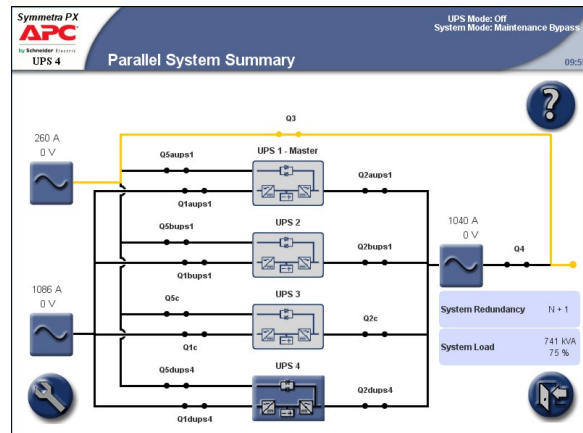 Symmetra PX
APC
by Schneider Electric
UPS 4
Parallel System Summary
UPS Mode: Off
System Mode: Maintenance Bypass
09:59
?
Q3
260 A
0 V
Q5aups1
UPS 1 - Master
Q2aups1
Q1aups1
Q5bups1
UPS 2
Q2bups1
Q1bups1
1040 A
0 V
Q4
1086 A
0 V
Q5c
UPS 3
Q2c
Q1c
System Redundancy N + 1
System Load 741 kVA
75 %
Q5dups4
UPS 4
Q2dups4
Q1dups4